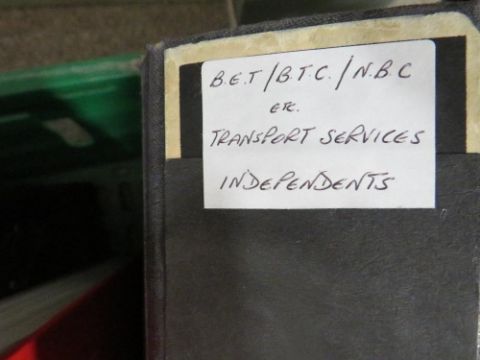 B.E.T/B.T.C./N.B.C
ETC.
TRANSPORT SERVICES
INDEPENDENTS